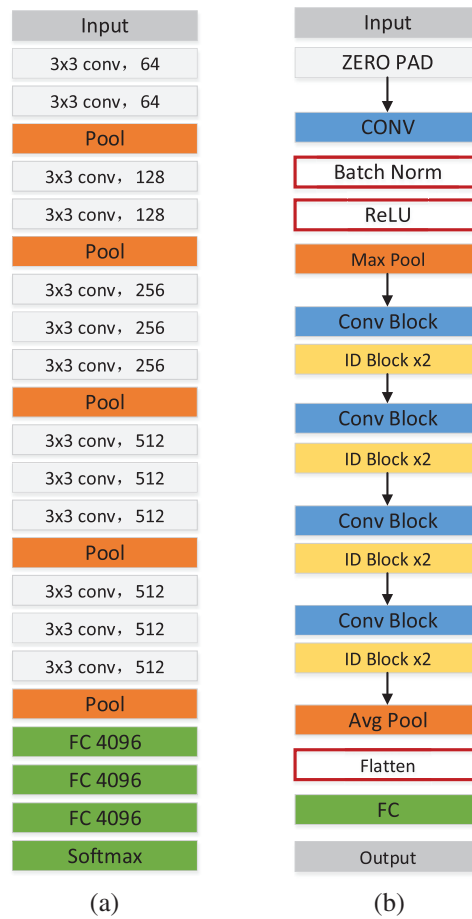 Input
3x3 conv，64
3x3 conv，64
Pool
3x3 conv，128
3x3 conv，128
Pool
3x3 conv，256
3x3 conv，256
3x3 conv，256
Pool
3x3 conv，512
3x3 conv，512
3x3 conv，512
Pool
3x3 conv，512
3x3 conv，512
3x3 conv，512
Pool
FC 4096
FC 4096
FC 4096
Softmax
(a)
Input
ZERO PAD
CONV
Batch Norm
ReLU
Max Pool
Conv Block
ID Block x2
Conv Block
ID Block x2
Conv Block
ID Block x2
Conv Block
ID Block x2
Avg Pool
Flatten
FC
Output
(b)